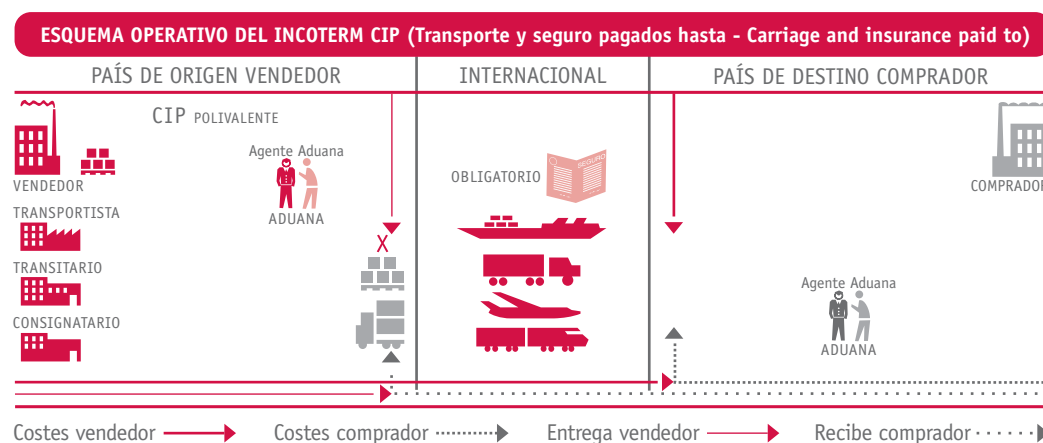 ESQUEMA OPERATIVO DEL INCOTERM CIP (Transporte y seguro pagados hasta - Carriage and insurance paid to)
PAÍS DE ORIGEN VENDEDOR
INTERNACIONAL
PAÍS DE DESTINO COMPRADOR
CIP POLIVALENTE
Agente Aduana
ADUANA
VENDEDOR
TRANSPORTISTA
TRANSITARIO
CONSIGNATARIO
X
OBLIGATORIO
SEGURO
COMPRADOR
Agente Aduana
ADUANA
Costes vendedor
Costes comprador
Entrega vendedor
Recibe comprador